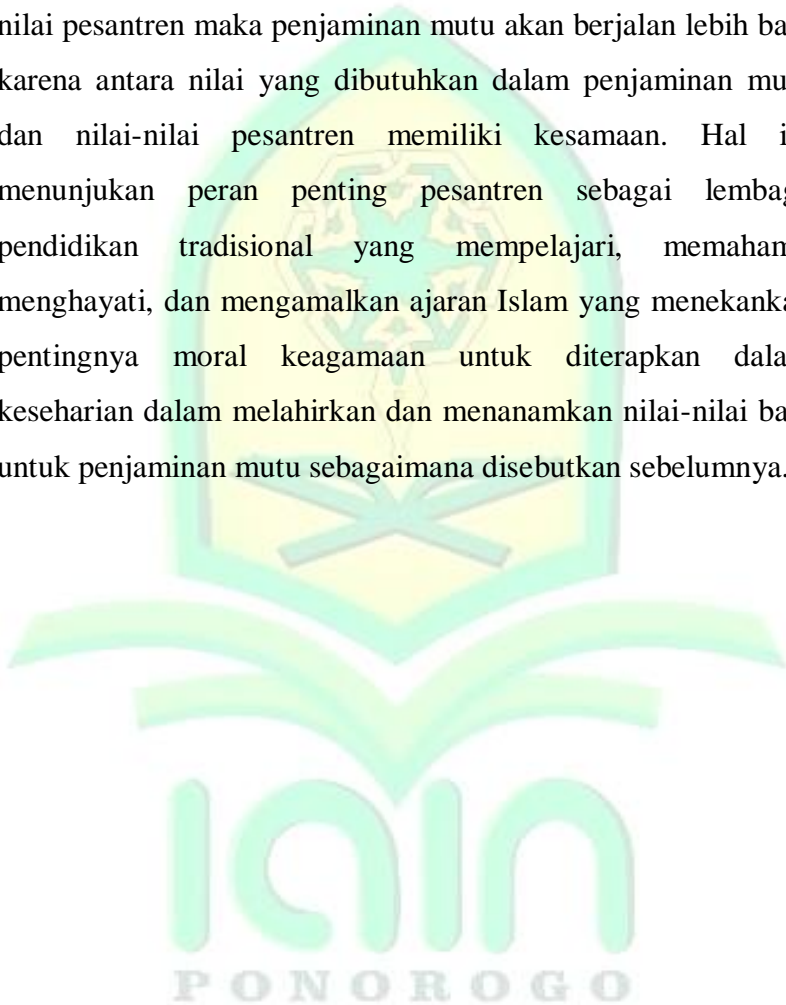 nilai pesantren maka penjaminan mutu akan berjalan lebih ba
karena antara nilai yang dibutuhkan dalam penjaminan mu
dan nilai-nilai pesantren memiliki kesamaan. Hal i
menunjukan peran penting pesantren sebagai lembag
pendidikan tradisional yang mempelajari, memaham
menghayati, dan mengamalkan ajaran Islam yang menekanka
pentingnya moral keagamaan untuk diterapkan dala
keseharian dalam melahirkan dan menanamkan nilai-nilai ba
untuk penjaminan mutu sebagaimana disebutkan sebelumnya.
iain
PONOROGO